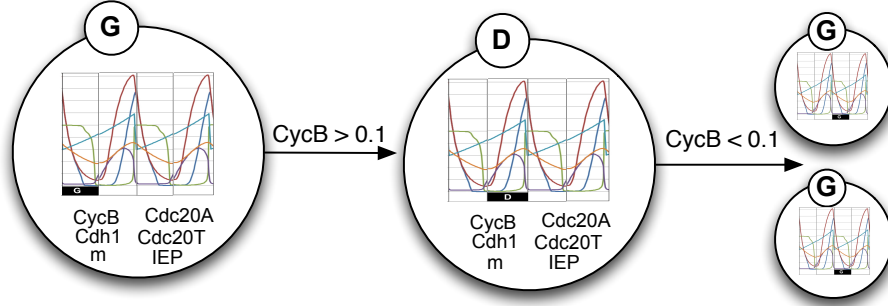 G
G
CycB Cdc20A
Cdh1 Cdc20T
m IEP
CycB > 0.1
D
D
CycB Cdc20A
Cdh1 Cdc20T
m IEP
CycB < 0.1
G
G
G
G